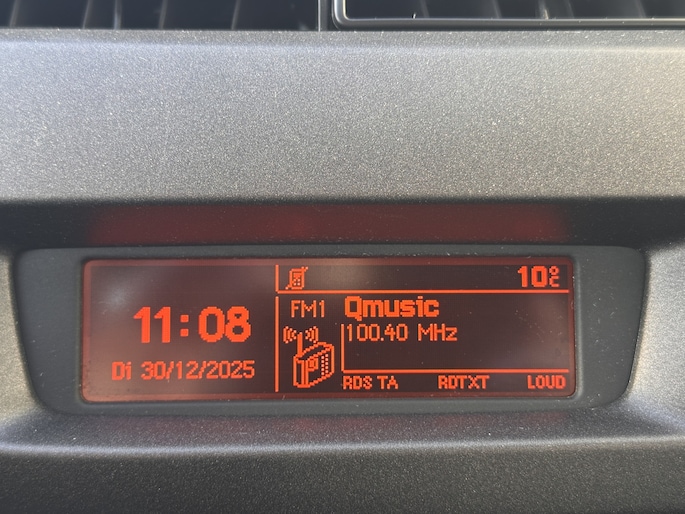 10°C
11:08
Di 30/12/2025
FM1 Qmusic
100.40 MHz
RDS TA RDTXT LOUD